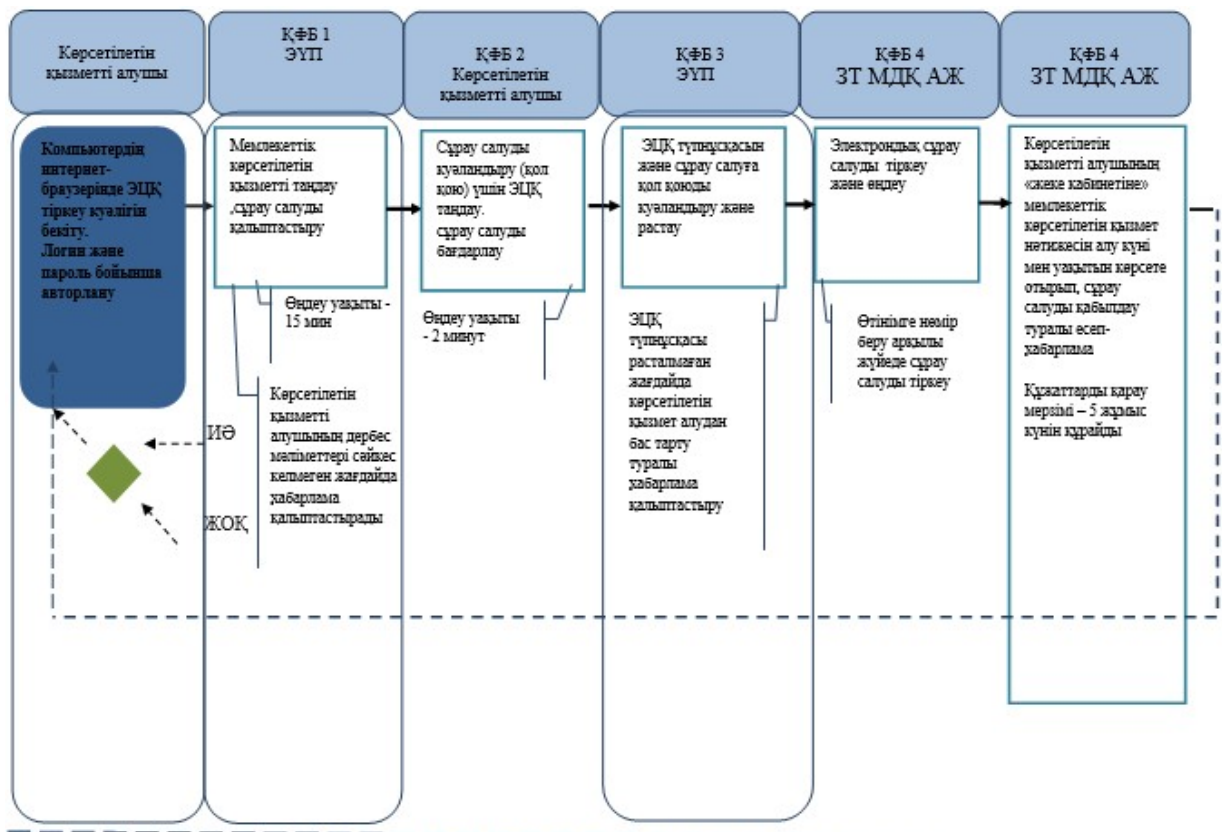 Көрсетілетін
қызметті алушы
ҚФБ 1
ЭҮП
ҚФБ 2
Көрсетілетін
қызметті алушы
ҚФБ 3
ЭҮП
ҚФБ 4
ЗТ МДҚ АЖ
ҚФБ 4
ЗТ МДҚ АЖ
Компьютердің
интернет-
браузерінде ЭЦҚ
тіркеу куәлігін
бекіту.
Логин және
пароль бойынша
авторлану
Мемлекеттік
көрсетілетін
қызметті таңдау
,сұрау салуды
қалыптастыру
Сұрау салуды
куәландыру (қол
қою) үшін ЭЦҚ
таңдау.
сұрау салуды
бағдарлау
ЭЦҚ түпнұсқасын
және сұрау салуға
қол қоюды
куәландыру және
растау
Электрондық сұрау
салуды тіркеу
және өңдеу
Көрсетілетін
қызметті алушының
«жеке кабинетіне»
мемлекеттік
көрсетілетін қызмет
нәтижесін алу күні
мен уақытын көрсете
отырып, сұрау
салуды қабылдау
туралы есеп-
хабарлама
Құжаттарды қарау
мерзімі – 5 жұмыс
күнін құрайды
Өңдеу уақыты -
15 мин
Өңдеу уақыты
- 2 минут
ЭЦҚ
түпнұсқасы
расталмаған
жағдайда
көрсетілетін
қызмет алудан
бас тарту
туралы
хабарлама
қалыптастыру
Өтінімге нөмір
беру арқылы
жүйеде сұрау
салуды тіркеу
Көрсетілетін
қызметті
алушының дербес
мәліметтері сәйкес
келмеген жағдайда
хабарлама
қалыптастырады
ИӘ
ЖОҚ